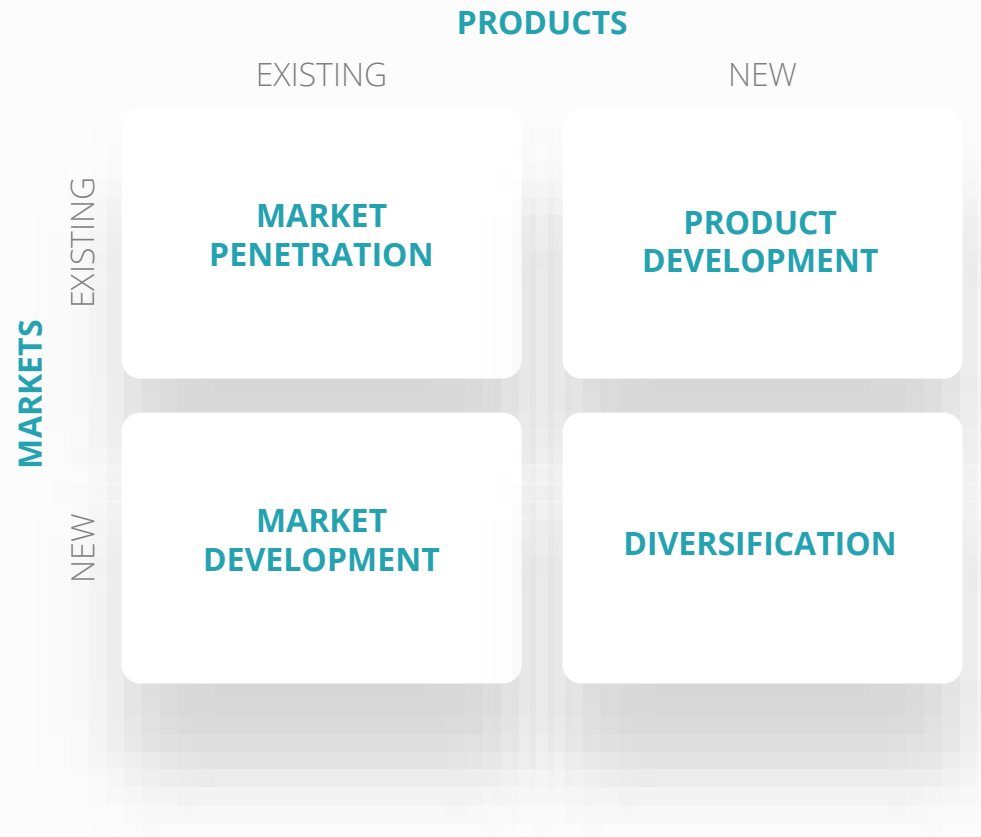 PRODUCTS
EXISTING
NEW
MARKETS
EXISTING
MARKET
PENETRATION
PRODUCT
DEVELOPMENT
NEW
MARKET
DEVELOPMENT
DIVERSIFICATION